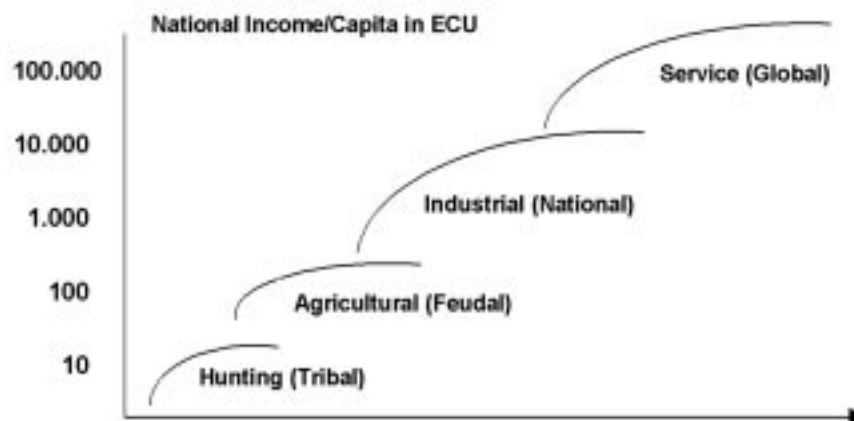 National Income/Capita in ECU
100.000
Service (Global)
10.000
Industrial (National)
1.000
100
Agricultural (Feudal)
10
Hunting (Tribal)